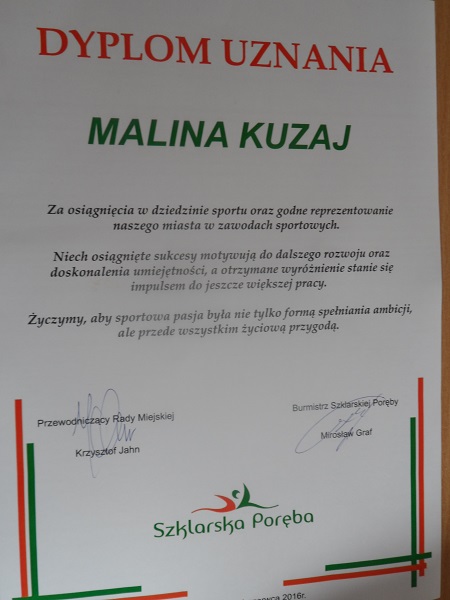 DYPLOM UZNANIA
MALINA KUZAJ
Za osiągnięcia w dziedzinie sportu oraz godne reprezentowanie
naszego miasta w zawodach sportowych.
Niech osiągnięte sukcesy motywują do dalszego rozwoju oraz
doskonalenia umiejętności, a otrzymane wyróżnienie stanie się
impulsem do jeszcze większej pracy.
Życzymy, aby sportowa pasja była nie tylko formą spełniania ambicji,
ale przede wszystkim życiową przygodą.
Przewodniczący Rady Miejskiej
Krzysztof Jahn
Burmistrz Szklarskiej Poręby
Mirosław Graf
Szklarska Poręba
2016r.